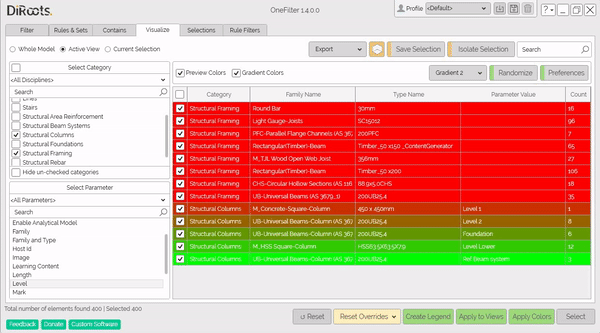 DiRoots.
OneFilter 1.4.0.0
Profile <Default>
?
Filter Rules & Sets Contains Visualize Selections Rule Filters
Whole Model Active View Current Selection
Export Save Selection Isolate Selection Search
Select Category
<All Disciplines>
Search
Lines
Stairs
Structural Area Reinforcement
Structural Beam Systems
Structural Columns
Structural Foundations
Structural Framing
Structural Rebar
Hide un-checked categories
Select Parameter
<All Parameters>
Search
Enable Analytical Model
Family
Family and Type
Host Id
Image
Learning Content
Length
Level
Mark
Preview Colors Gradient Colors Gradient 2 Randomize Preferences
Category Family Name Type Name Parameter Value Count
Structural Framing Round Bar 30mm 16
Structural Framing Light Gauge-Joists SC15012 96
Structural Framing PFC-Parallel Flange Channels (AS 367 200PFC 7
Structural Framing Rectangular(Timber)-Beam Timber_50 x150 _ContentGenerator 65
Structural Framing M_TJL Wood Open Web Joist 356mm 27
Structural Framing Rectangular(Timber)-Beam Timber_50 x200 106
Structural Framing CHS-Circular Hollow Sections (AS 116 88.9x5.0CHS 18
Structural Framing UB-Universal Beams (AS 3679_1) 200UB25.4 35
Structural Columns M_Concrete-Square-Column 450 x 450mm Level 1 1
Structural Columns UB-Universal Beams-Column (AS 367 200UB25.4 Level 2 8
Structural Columns UB-Universal Beams-Column (AS 367 200UB25.4 Foundation 6
Structural Columns M_HSS Square-Column HSS63.5X63.5X7.9 Level Lower 12
Structural Columns UB-Universal Beams-Column (AS 367 200UB25.4 Ref Beam system 3
Total number of elements found 400 | Selected 400
Feedback Donate Custom Software
Reset Reset Overrides Create Legend Apply to Views Apply Colors Select